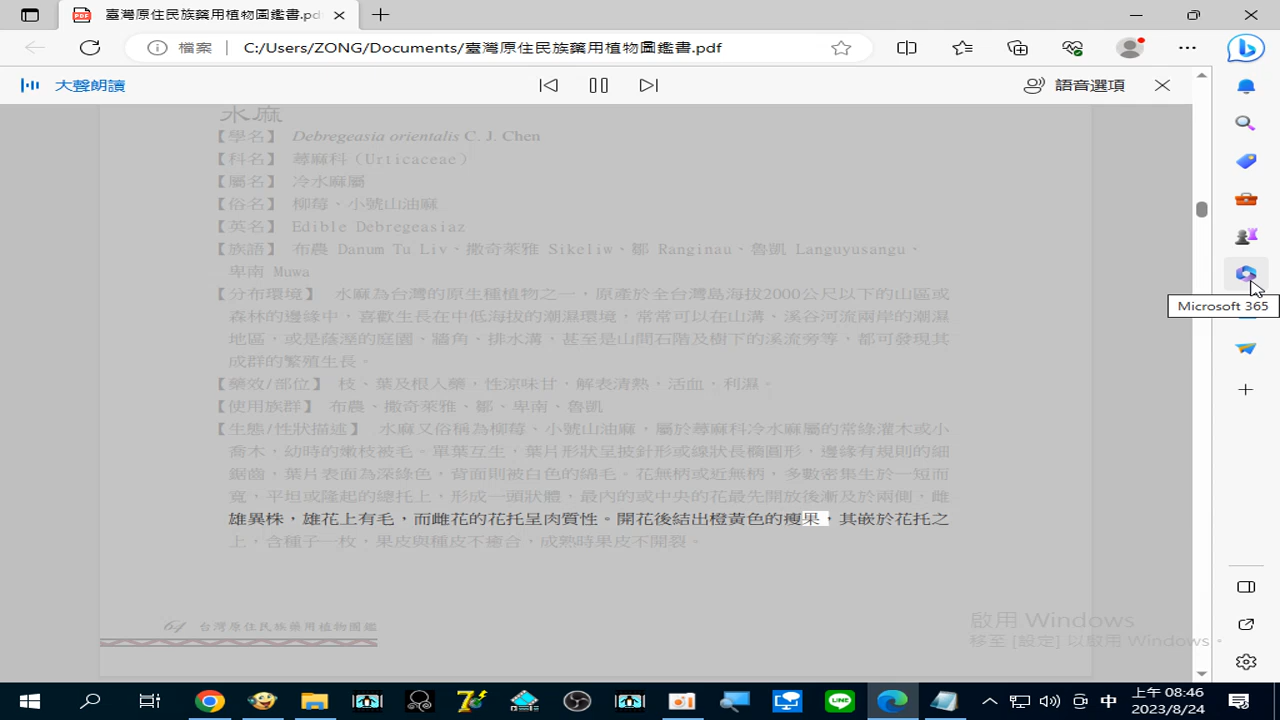 臺灣原住民族藥用植物圖鑑書.pdf
檔案
C:/Users/ZONG/Documents/臺灣原住民族藥用植物圖鑑書.pdf
大聲朗讀
語音選項
水麻
【學名】 Debregeasia orientalis C. J. Chen
【科名】 蕁麻科（Urticaceae）
【屬名】 冷水麻屬
【俗名】 柳莓、小號山油麻
【英名】 Edible Debregeasiaz
【族語】 布農 Danum Tu Liv、撒奇萊雅 Sikeliw、鄒 Ranginau、魯凱 Languyusangu、
卑南 Muwa
【分布環境】 水麻為台灣的原生種植物之一，原產於全台灣島海拔2000公尺以下的山區或
森林的邊緣中，喜歡生長在中低海拔的潮濕環境，常常可以在山溝、溪谷河流兩岸的潮濕
地區，或是蔭溼的庭園、牆角、排水溝，甚至是山間石階及樹下的溪流旁等，都可發現其
成群的繁殖生長。
【藥效/部位】 枝、葉及根入藥，性涼味甘，解表清熱，活血，利濕。
【使用族群】 布農、撒奇萊雅、鄒、卑南、魯凱
【生態/性狀描述】 水麻又俗稱為柳莓、小號山油麻，屬於蕁麻科冷水麻屬的常綠灌木或小
喬木，幼時的嫩枝被毛。單葉互生，葉片形狀呈披針形或線狀長橢圓形，邊緣有規則的細
鋸齒，葉片表面為深綠色，背面則被白色的綿毛。花無柄或近無柄，多數密集生於一短而
寬，平坦或隆起的總托上，形成一頭狀體，最內的或中央的花最先開放後漸及於兩側，雌
雄異株，雄花上有毛，而雌花的花托呈肉質性。開花後結出橙黃色的瘦果，其嵌於花托之
上，含種子一枚，果皮與種皮不癒合，成熟時果皮不開裂。
64 台灣原住民族藥用植物圖鑑
Microsoft 365
啟用 Windows
移至 [設定] 以啟用 Windows。
中
上午 08:46
2023/8/24